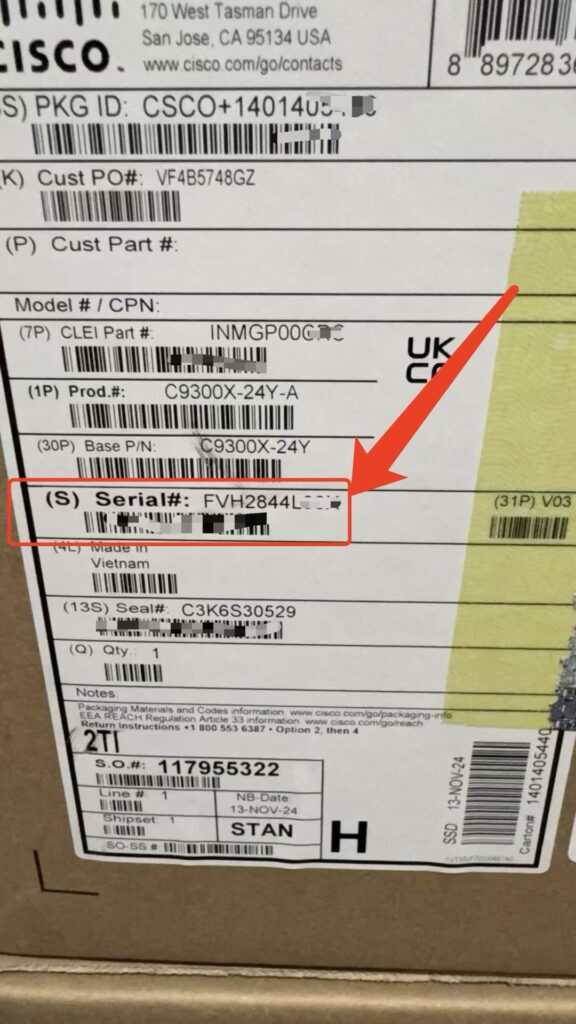 CISCO.
170 West Tasman Drive
San Jose, CA 95134 USA
www.cisco.com/go/contacts
8 8972836
S) PKG ID: CSCO+1401405
(K) Cust PO#: VF4B5748GZ
(P) Cust Part #:
Model # / CPN:
(7P) CLEI Part #: INMGP00G
UK
CA
(1P) Prod.#: C9300X-24Y-A
(30P) Base P/N: C9300X-24Y
(S) Serial#: FVH2844L
(31P) V03
(4L) Made In
Vietnam
(13S) Seal#: C3K6S30529
(Q) Qty.: 1
Notes:
Packaging Materials and Codes information: www.cisco.com/go/packaging-info
EEA REACH Regulation Article 33 information: www.cisco.com/go/reach
Return Instructions +1 800 553 6387 • Option 2, then 4
2TI
S.O.#: 117955322
Line #: 1
NB-Date:
13-NOV-24
Shipset 1
STAN
SO-SS #
H
SSD 13-NOV-24
Carton# 1401405440